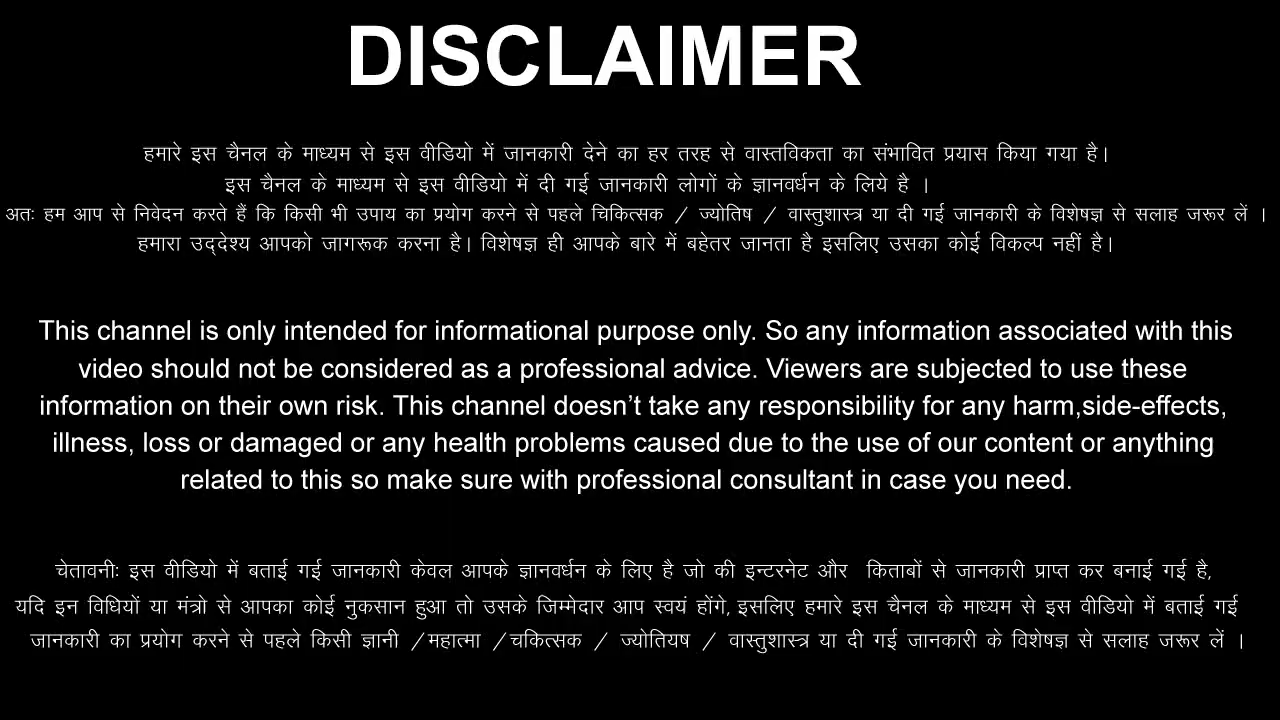 DISCLAIMER
हमारे इस चैनल के माध्यम से इस वीडियो में जानकारी देने का हर तरह से वास्तविकता का संभावित प्रयास किया गया है।
इस चैनल के माध्यम से इस वीडियो में दी गई जानकारी लोगों के ज्ञानवर्धन के लिये है ।
अतः हम आप से निवेदन करते हैं कि किसी भी उपाय का प्रयोग करने से पहले चिकित्सक / ज्योतिष / वास्तुशास्त्र या दी गई जानकारी के विशेषज्ञ से सलाह जरूर लें ।
हमारा उद्देश्य आपको जागरूक करना है। विशेषज्ञ ही आपके बारे में बहेतर जानता है इसलिए उसका कोई विकल्प नहीं है।
This channel is only intended for informational purpose only. So any information associated with this
video should not be considered as a professional advice. Viewers are subjected to use these
information on their own risk. This channel doesn’t take any responsibility for any harm,side-effects,
illness, loss or damaged or any health problems caused due to the use of our content or anything
related to this so make sure with professional consultant in case you need.
चेतावनीः इस वीडियो में बताई गई जानकारी केवल आपके ज्ञानवर्धन के लिए है जो की इन्टरनेट और किताबों से जानकारी प्राप्त कर बनाई गई है,
यदि इन विधियों या मंत्रो से आपका कोई नुकसान हुआ तो उसके जिम्मेदार आप स्वयं होंगे, इसलिए हमारे इस चैनल के माध्यम से इस वीडियो में बताई गई
जानकारी का प्रयोग करने से पहले किसी ज्ञानी /महात्मा /चकित्सक / ज्योतियष / वास्तुशास्त्र या दी गई जानकारी के विशेषज्ञ से सलाह जरूर लें ।